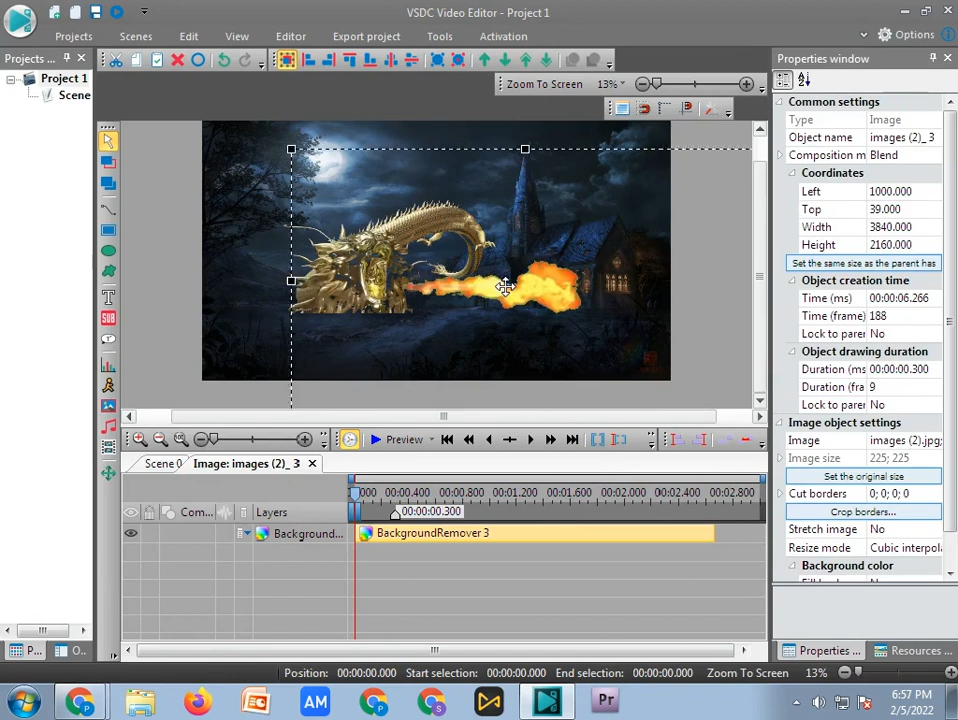 VSDC Video Editor - Project 1
Projects Scenes Edit View Editor Export project Tools Activation Options
Projects ... Properties window
Project 1
Scene
Zoom To Screen 13%
Common settings
Type Image
Object name images (2)_ 3
Composition m Blend
Coordinates
Left 1000.000
Top 39.000
Width 3840.000
Height 2160.000
Set the same size as the parent has
Object creation time
Time (ms) 00:00:06.266
Time (frame) 188
Lock to parer No
Object drawing duration
Duration (ms 00:00:00.300
Duration (fra 9
Lock to parer No
Image object settings
Image images (2).jpg;
Image size 225; 225
Set the original size
Cut borders 0; 0; 0; 0
Crop borders...
Stretch image No
Resize mode Cubic interpola
Background color
T
SUB
Preview
Scene 0 Image: images (2)_ 3
000 00:00.400 00:00.800 00:01.200 00:01.600 00:02.000 00:02.400 00:02.800
Com... Layers 00:00:00.300
Background... BackgroundRemover 3
P... O... Properties ... Resources ...
Position: 00:00:00.000 Start selection: 00:00:00.000 End selection: 00:00:00.000 Zoom To Screen 13%
AM Pr
6:57 PM
2/5/2022